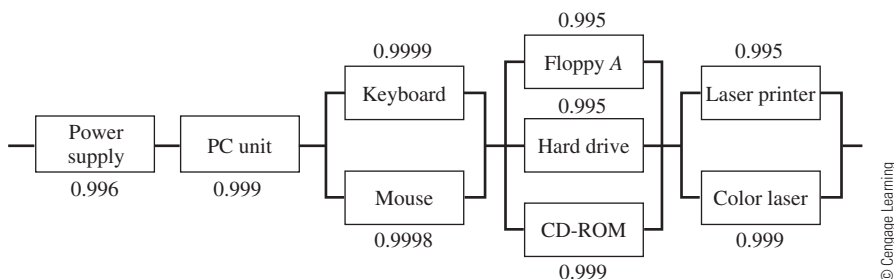 0.995
0.9999
Floppy A
0.995
Keyboard
0.995
Laser printer
Power
supply
PC unit
Hard drive
0.996
0.999
Mouse
Color laser
0.9998
CD-ROM
0.999
0.999
© Cengage Learning